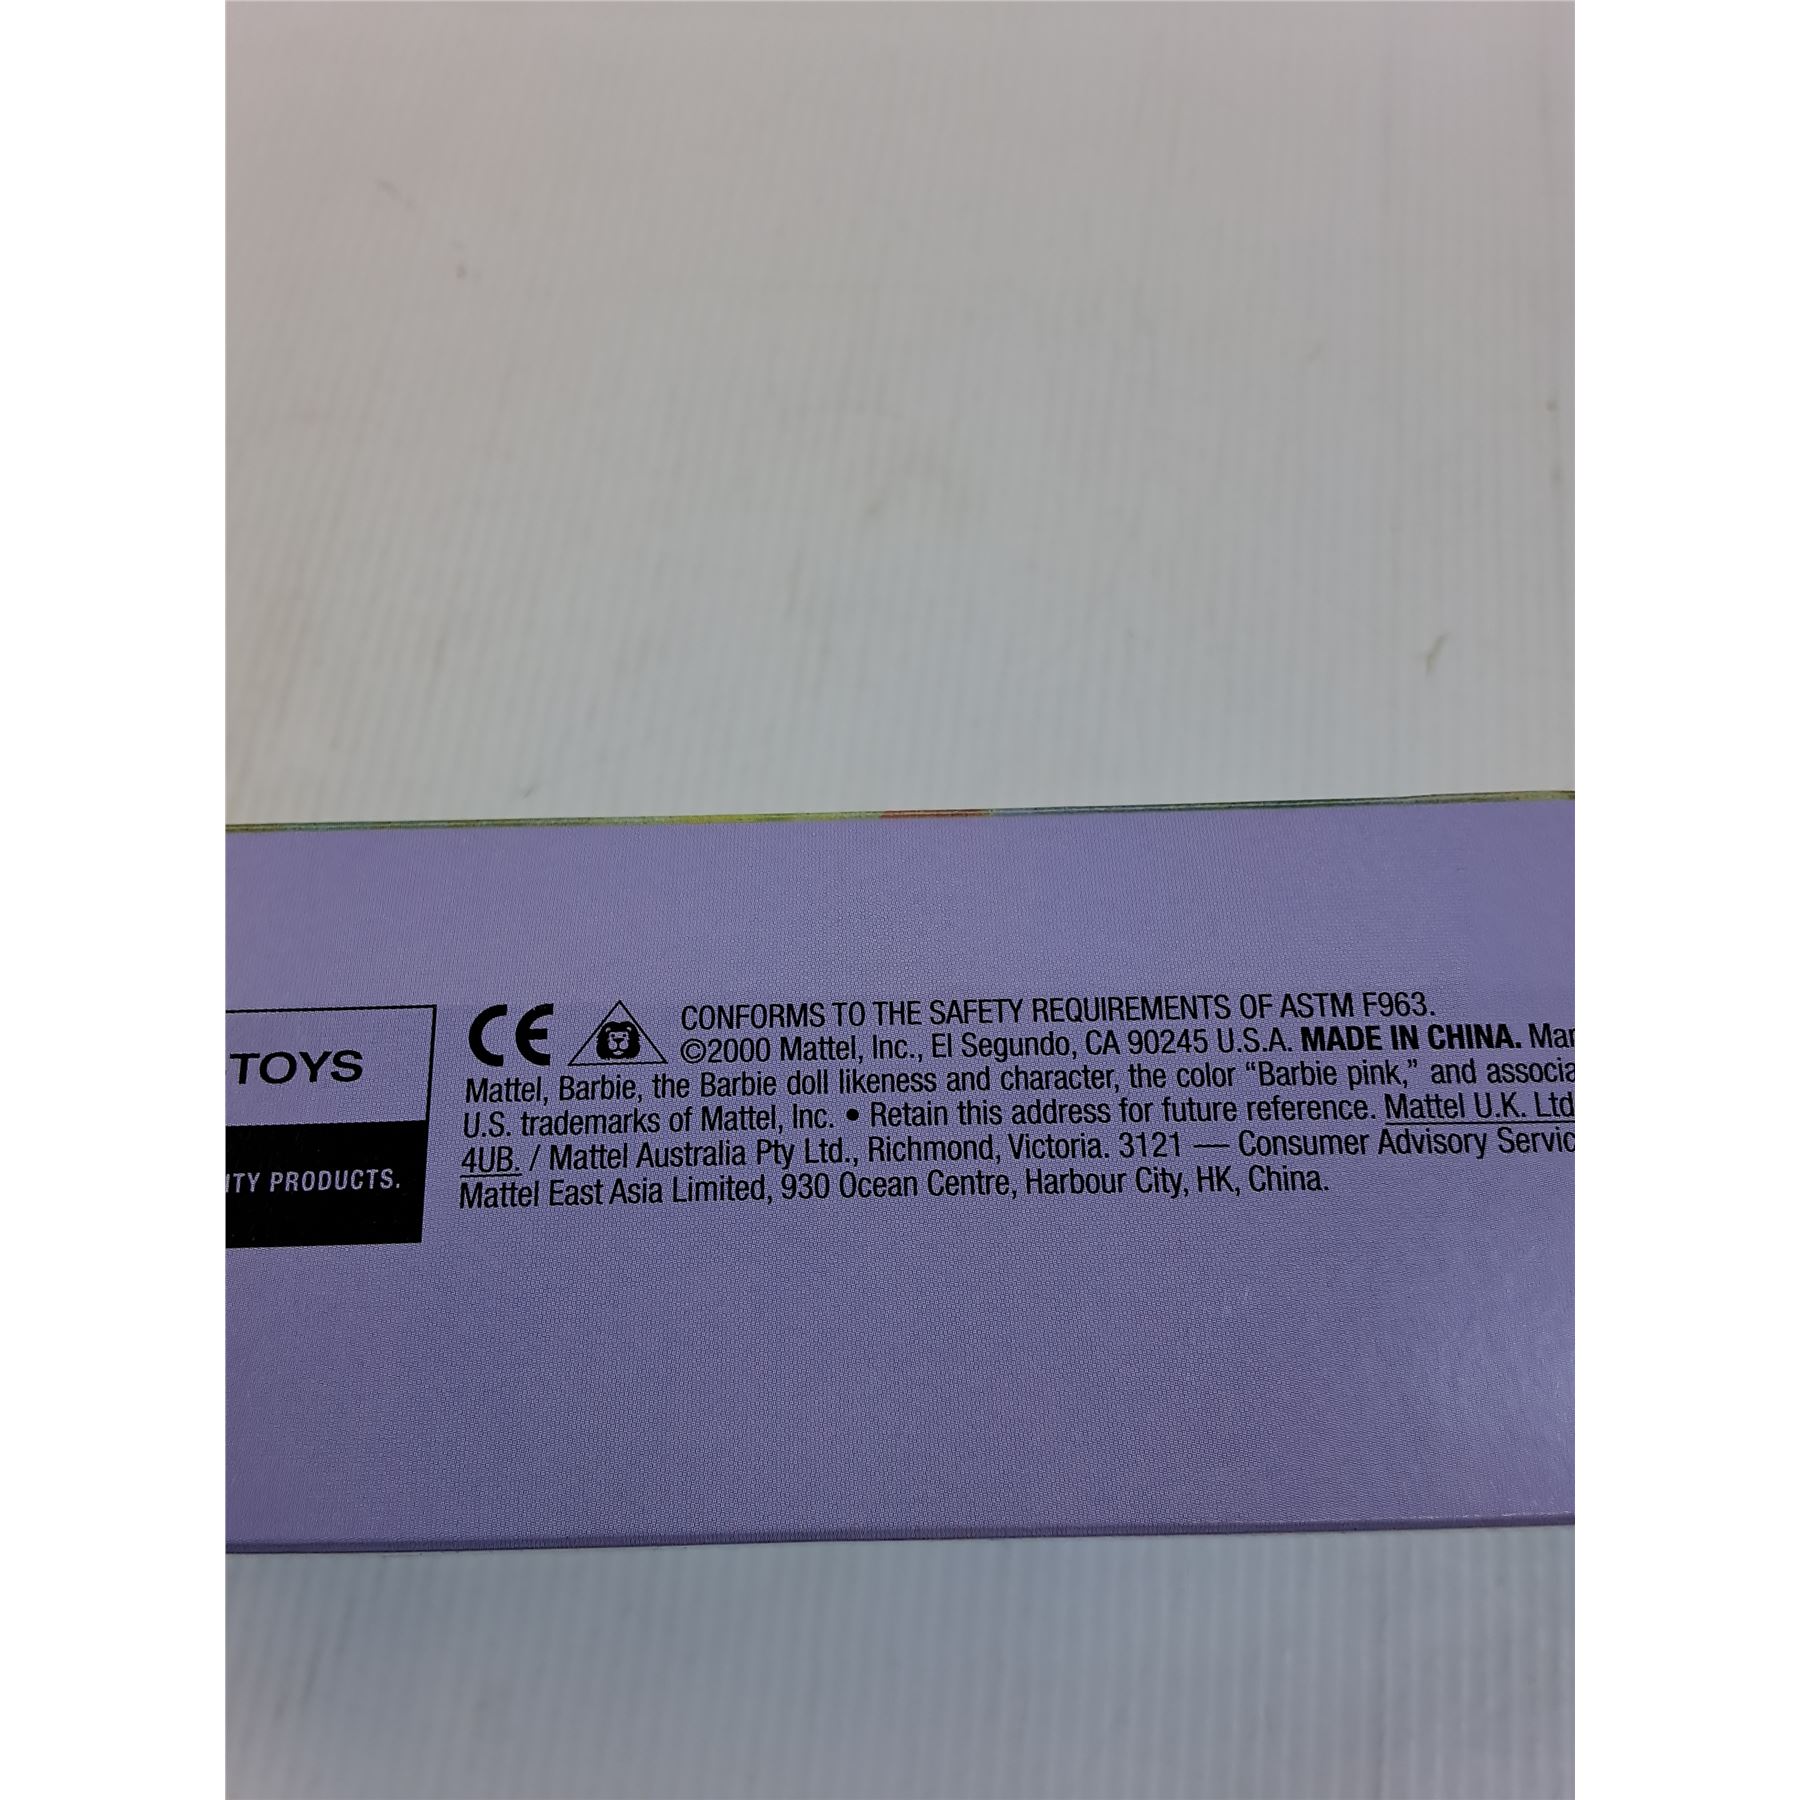 TOYS
PRODUCTS.
CE
CONFORMS TO THE SAFETY REQUIREMENTS OF ASTM F963.
©2000 Mattel, Inc., El Segundo, CA 90245 U.S.A. MADE IN CHINA.
Mattel, Barbie, the Barbie doll likeness and character, the color “Barbie pink,” and
U.S. trademarks of Mattel, Inc. • Retain this address for future reference. Mattel U.K. Ltd
4UB. / Mattel Australia Pty Ltd., Richmond, Victoria. 3121 — Consumer Advisory
Mattel East Asia Limited, 930 Ocean Centre, Harbour City, HK, China.